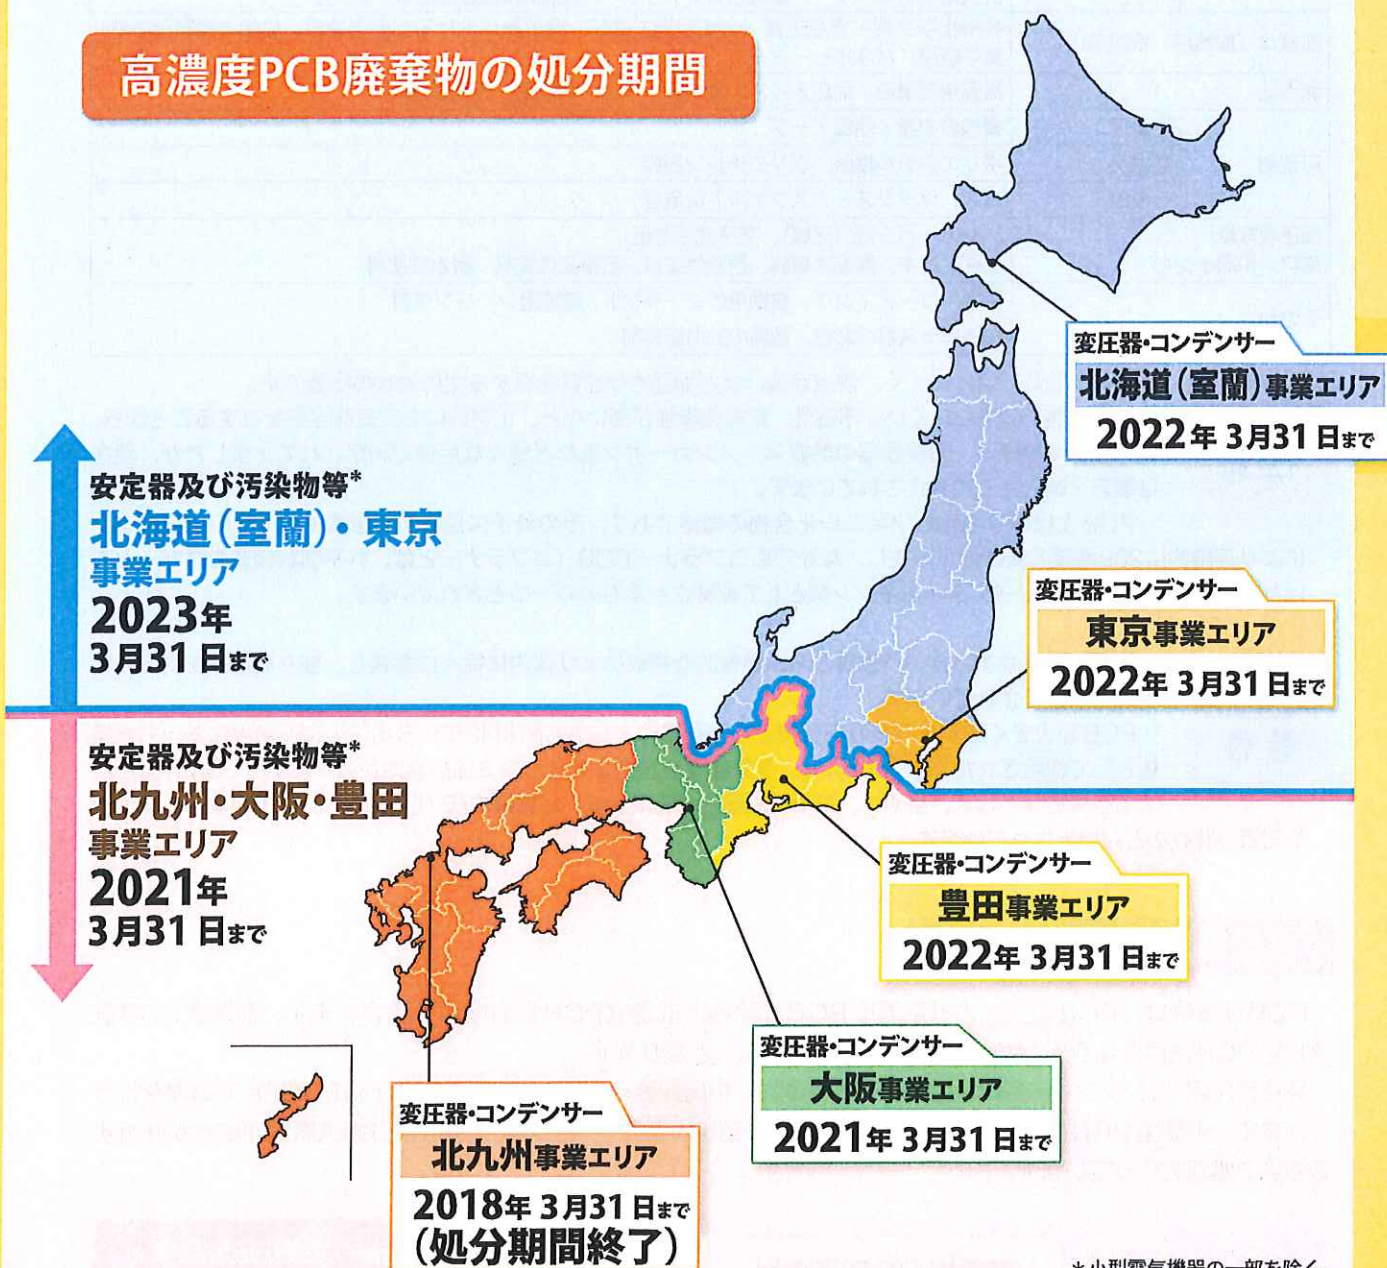 高濃度PCB廃棄物の処分期間
変圧器・コンデンサー
北海道(室蘭)事業エリア
2022年 3月31日まで
安定器及び汚染物等*
北海道(室蘭)・東京
事業エリア
2023年
3月31日まで
変圧器・コンデンサー
東京事業エリア
2022年 3月31日まで
安定器及び汚染物等*
北九州・大阪・豊田
事業エリア
2021年
3月31日まで
変圧器・コンデンサー
豊田事業エリア
2022年 3月31日まで
変圧器・コンデンサー
大阪事業エリア
2021年 3月31日まで
変圧器・コンデンサー
北九州事業エリア
2018年 3月31日まで
(処分期間終了)
*小型電気機器の一部を除く